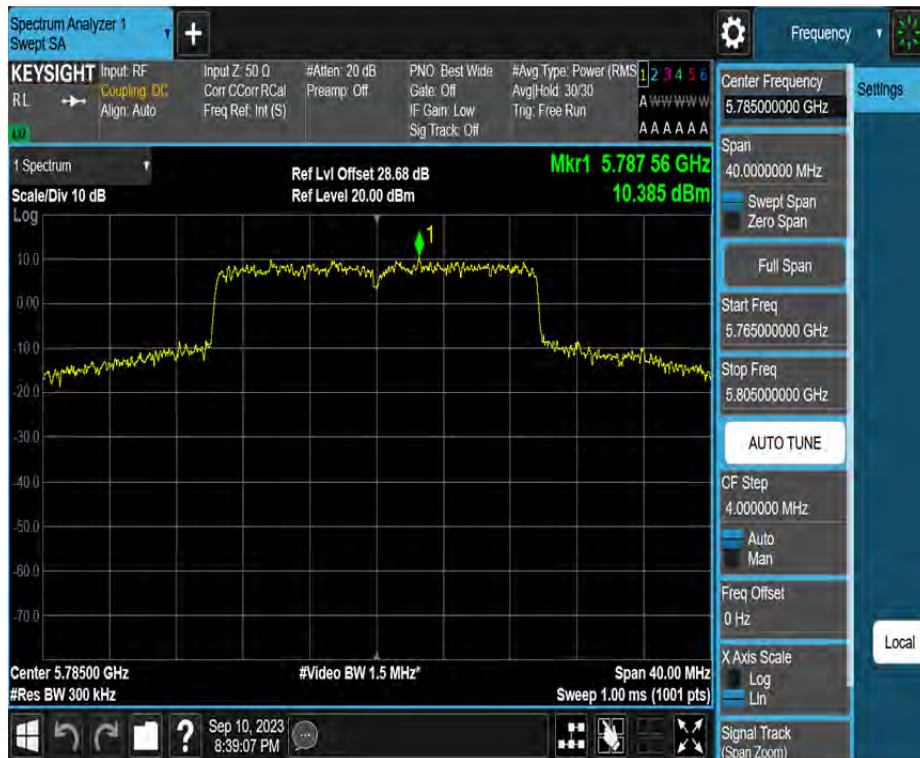 Spectrum Analyzer 1
Swept SA
+
Frequency
KEYSIGHT
RL
Input: RF
Coupling: DC
Align: Auto
Input Z: 50 Ω
Corr CCorr RCal
Freq Ref: Int (S)
#Atten: 20 dB
Preamp: Off
PNO: Best Wide
Gate: Off
IF Gain: Low
Sig Track: Off
#Avg Type: Power (RMS
Avg|Hold: 30/30
Trig: Free Run
1 2 3 4 5 6
A W W W W W
A A A A A A
1 Spectrum
Scale/Div 10 dB
Ref Lvl Offset 28.68 dB
Ref Level 20.00 dBm
Mkr1 5.787 56 GHz
10.385 dBm
Log
1
10.0
0.00
-10.0
-20.0
-30.0
-40.0
-50.0
-60.0
-70.0
Center 5.78500 GHz
#Res BW 300 kHz
#Video BW 1.5 MHz*
Span 40.00 MHz
Sweep 1.00 ms (1001 pts)
Center Frequency
5.785000000 GHz
Settings
Span
40.0000000 MHz
Swept Span
Zero Span
Full Span
Start Freq
5.765000000 GHz
Stop Freq
5.805000000 GHz
AUTO TUNE
CF Step
4.000000 MHz
Auto
Man
Freq Offset
0 Hz
X Axis Scale
Log
Lin
Local
Signal Track
(Span Zoom)
?
Sep 10, 2023
8:39:07 PM